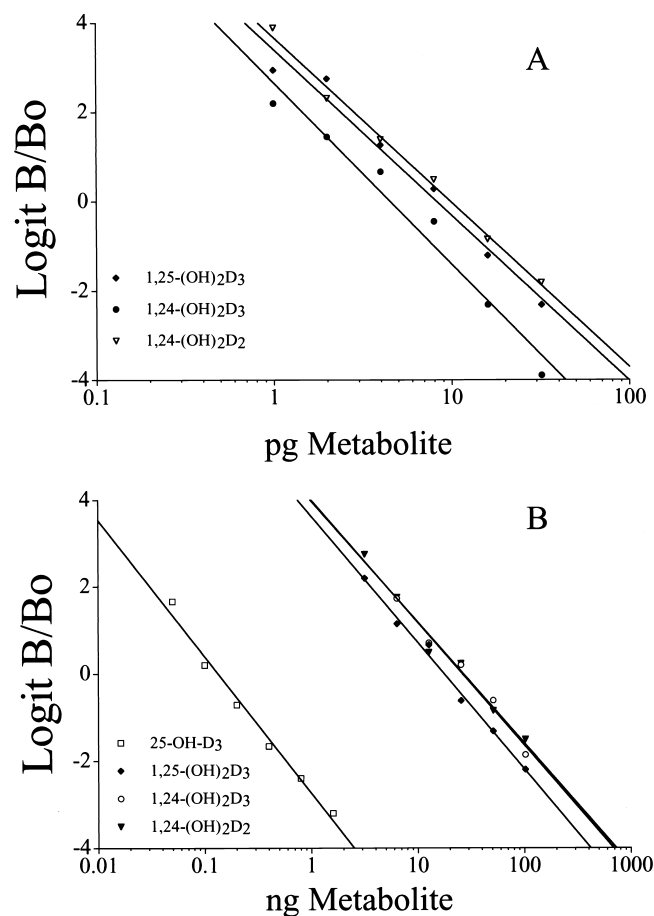 4
A
2
Logit B/Bo
0
1,25-(OH)2D3
-2
1,24-(OH)2D3
1,24-(OH)2D2
-4
0.1 1 10 100
pg Metabolite
4
B
2
Logit B/Bo
0
25-OH-D3
-2
1,25-(OH)2D3
1,24-(OH)2D3
1,24-(OH)2D2
-4
0.01 0.1 1 10 100 1000
ng Metabolite